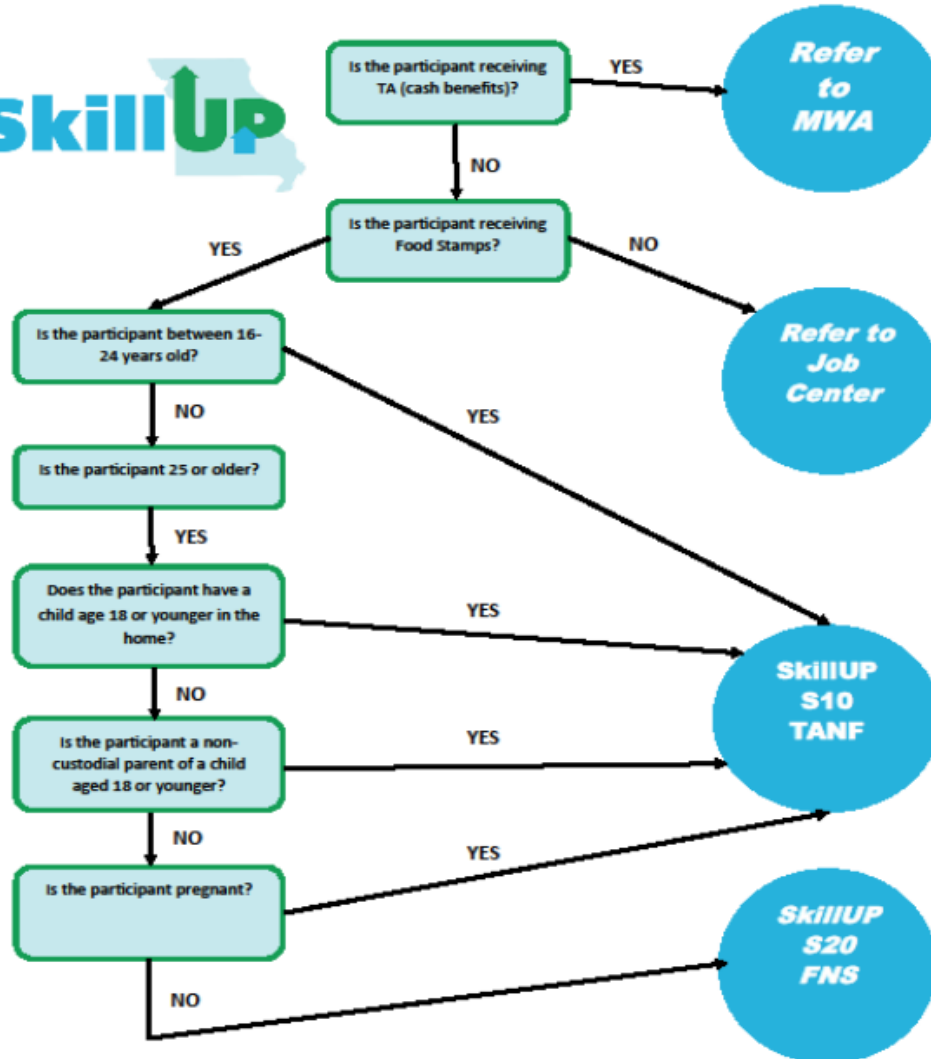 SkillUP
Is the participant receiving
TA (cash benefits)?
YES
Refer
to
MWA
NO
Is the participant receiving
Food Stamps?
YES
NO
Refer to
Job
Center
Is the participant between 16-
24 years old?
YES
NO
Is the participant 25 or older?
YES
Does the participant have a
child age 18 or younger in the
home?
YES
NO
SkillUP
S10
TANF
Is the participant a non-
custodial parent of a child
aged 18 or younger?
YES
NO
Is the participant pregnant?
YES
NO
SkillUP
S20
FNS